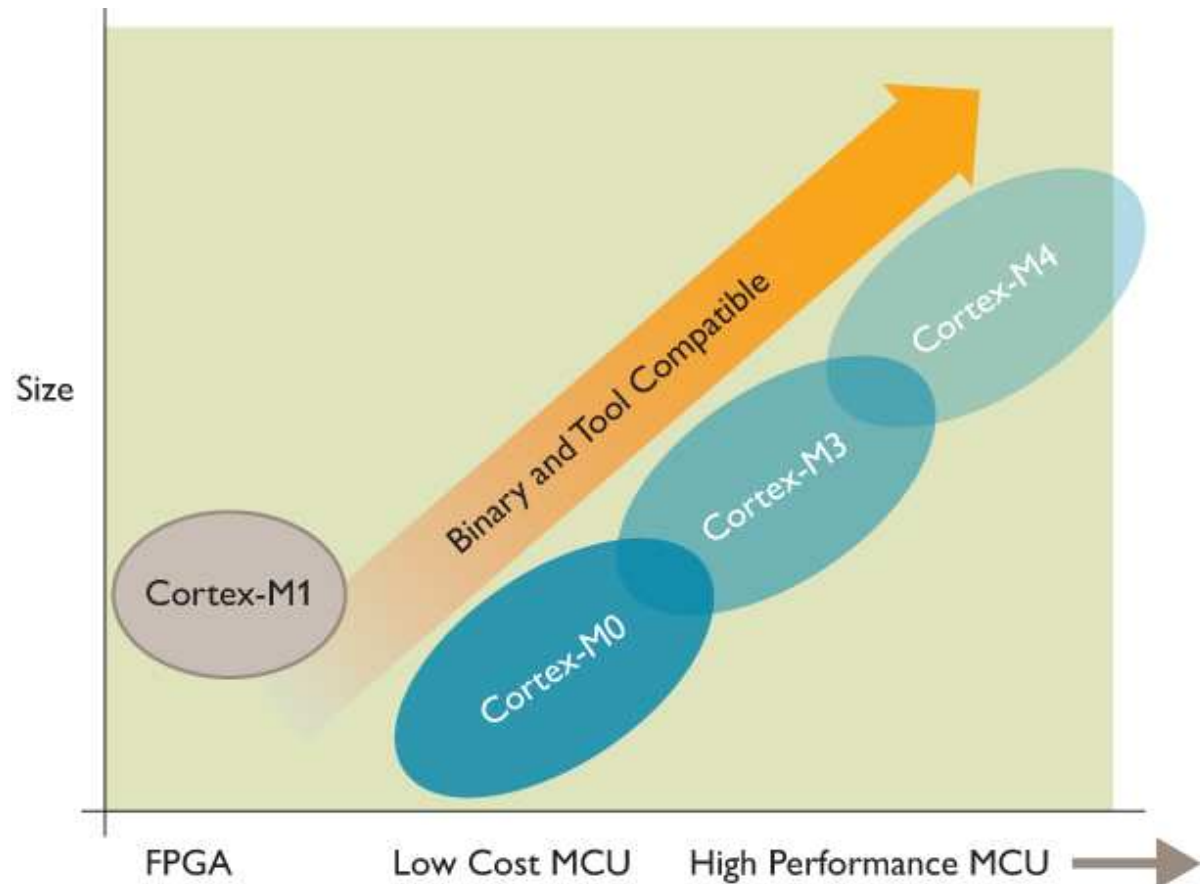 Size
Binary and Tool Compatible
Cortex-M4
Cortex-M3
Cortex-M1
Cortex-M0
FPGA
Low Cost MCU
High Performance MCU